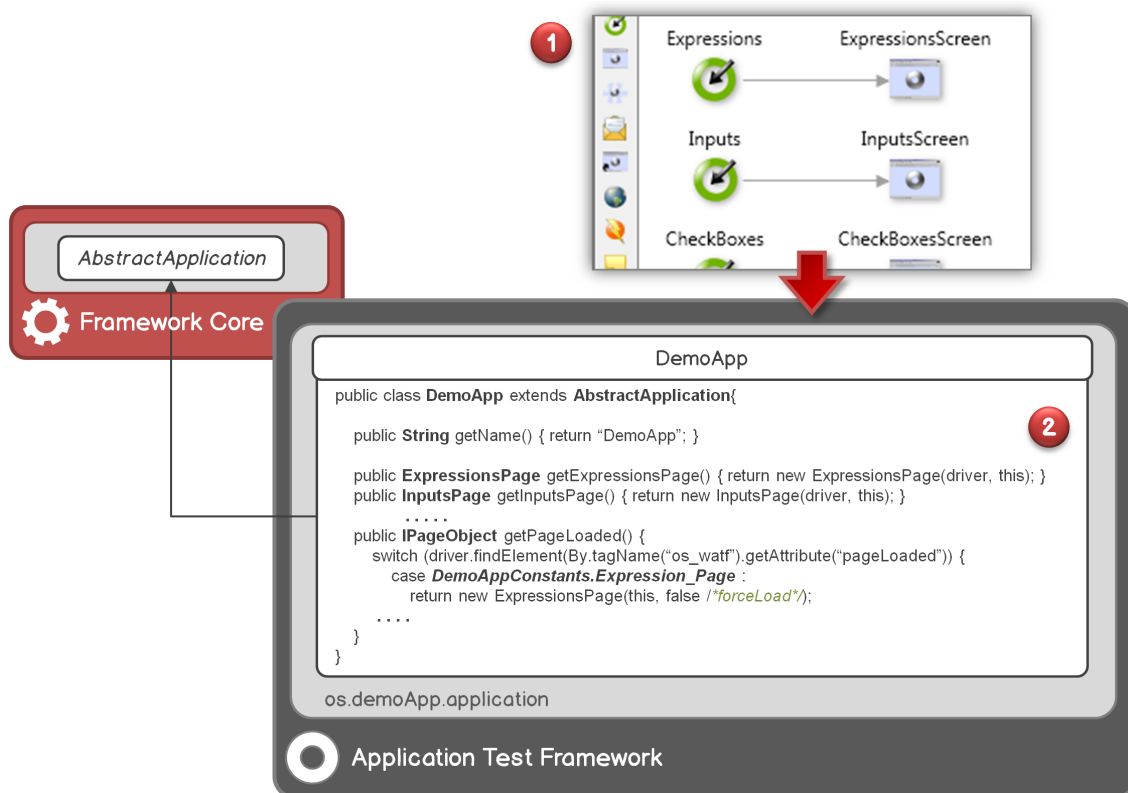 1
Expressions ExpressionsScreen
Inputs InputsScreen
CheckBoxes CheckBoxesScreen
AbstractApplication
Framework Core
DemoApp
public class DemoApp extends AbstractApplication{
2
public String getName() { return “DemoApp”; }
public ExpressionsPage getExpressionsPage() { return new ExpressionsPage(driver, this); }
public InputsPage getInputsPage() { return new InputsPage(driver, this); }
. . . . .
public IPageObject getPageLoaded() {
switch (driver.findElement(By.tagName(“os_watf”).getAttribute(“pageLoaded”)) {
case DemoAppConstants.Expression_Page :
return new ExpressionsPage(this, false /*forceLoad*/);
. . . .
}
}
os.demoApp.application
Application Test Framework